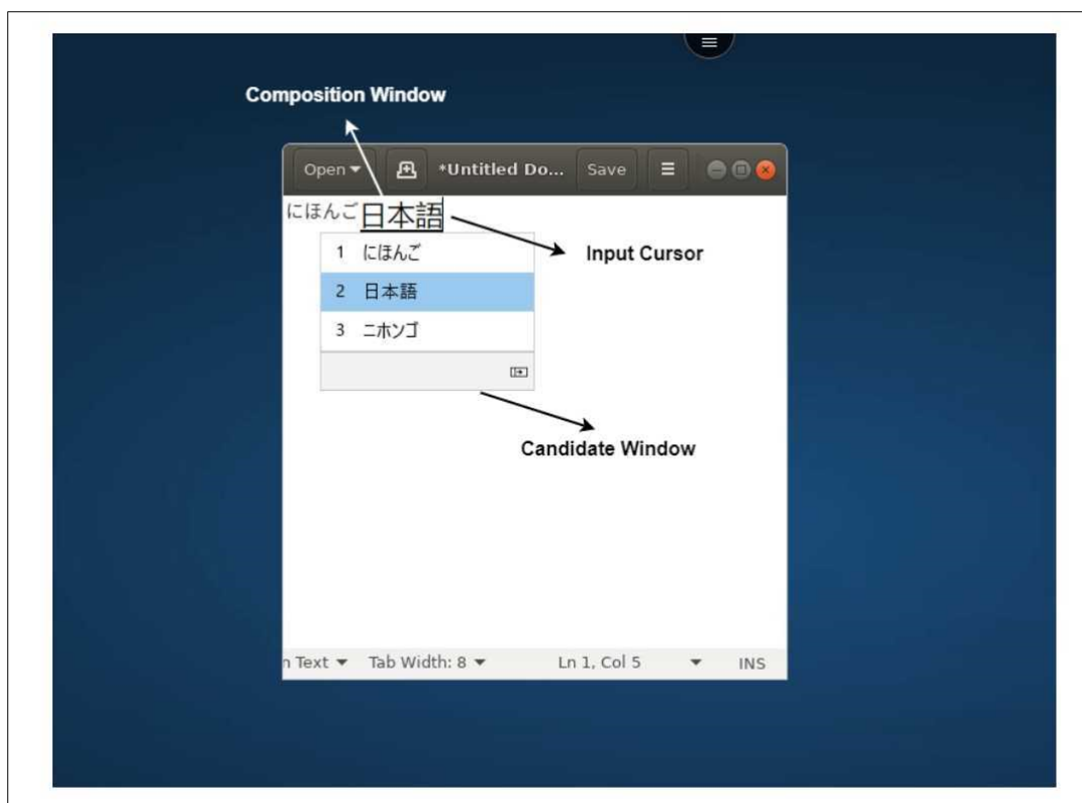 Composition Window
Open *Untitled Do... Save
にほんご日本語
1 にほんご
Input Cursor
2 日本語
3 ニホンゴ
Candidate Window
n Text Tab Width: 8 Ln 1, Col 5 INS